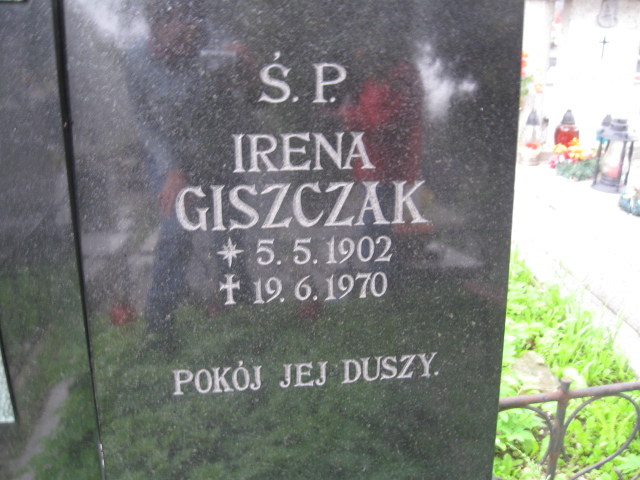 Ś. P.
IRENA
GISZCZAK
* 5. 5. 1902
† 19. 6. 1970
POKÓJ JEJ DUSZY.